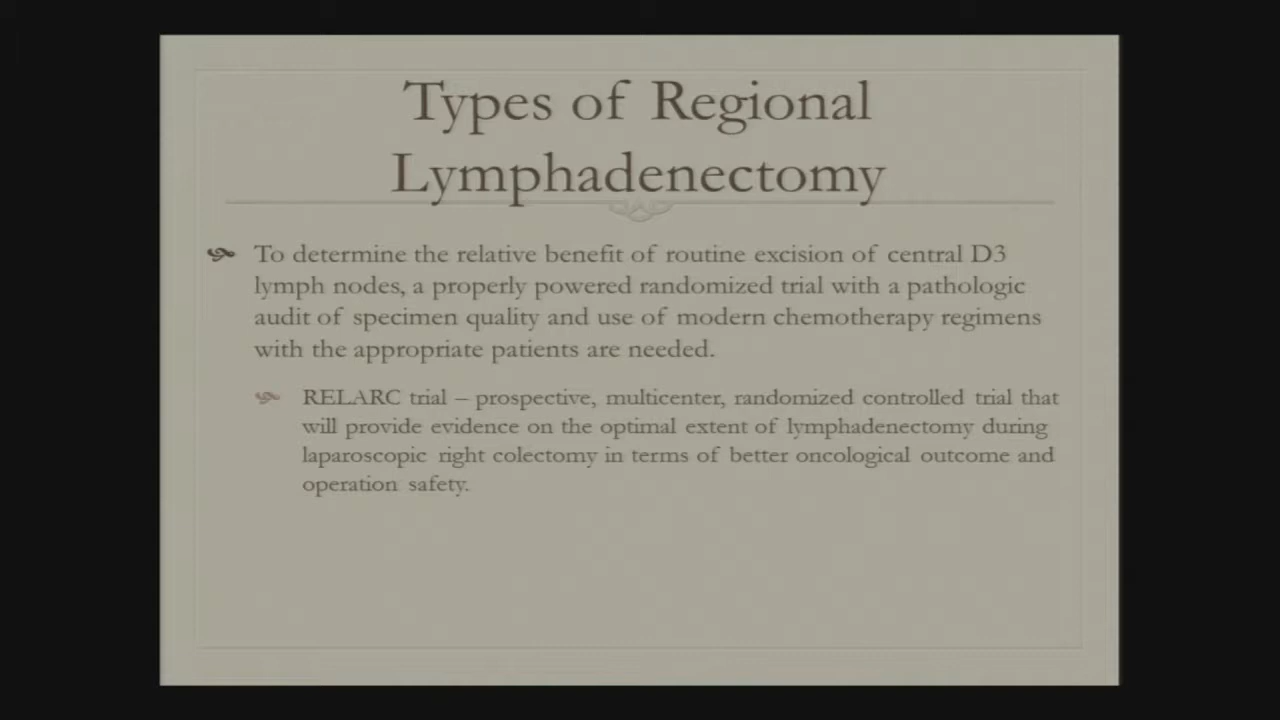 Types of Regional
Lymphadenectomy
To determine the relative benefit of routine excision of central D3
lymph nodes, a properly powered randomized trial with a pathologic
audit of specimen quality and use of modern chemotherapy regimens
with the appropriate patients are needed.
RELARC trial – prospective, multicenter, randomized controlled trial that
will provide evidence on the optimal extent of lymphadenectomy during
laparoscopic right colectomy in terms of better oncological outcome and
operation safety.